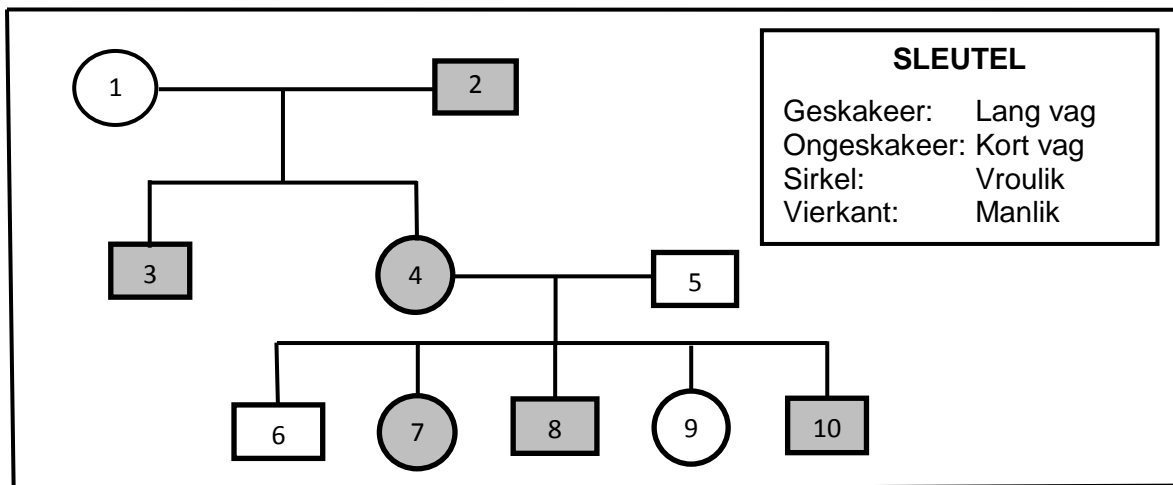 SLEUTEL
1
2
Geskakeer: Lang vag
Ongeskakeer: Kort vag
Sirkel: Vroulik
Vierkant: Manlik
3
4
5
6
7
8
9
10